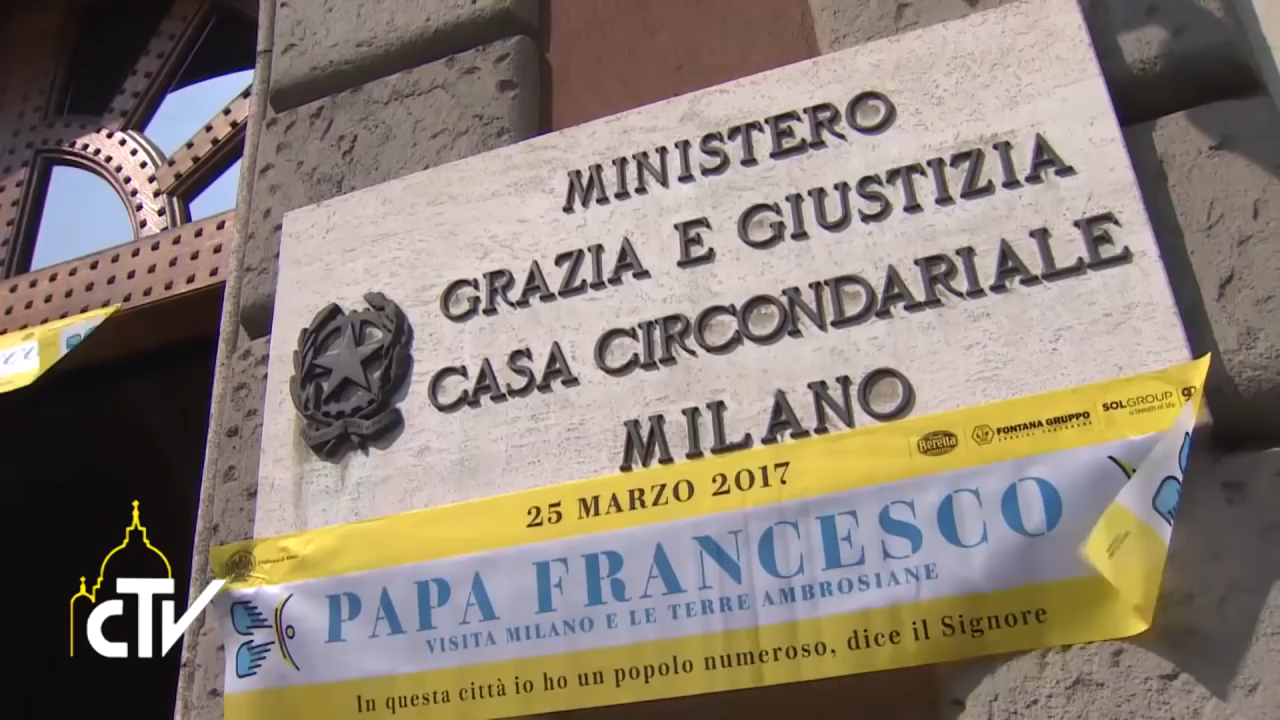 MINISTERO
GRAZIA E GIUSTIZIA
CASA CIRCONDARIALE
MILANO
Beretta
FONTANA GRUPPO
SOLGROUP
25 MARZO 2017
PAPA FRANCESCO
VISITA MILANO E LE TERRE AMBROSIANE
In questa città io ho un popolo numeroso, dice il Signore
CTV